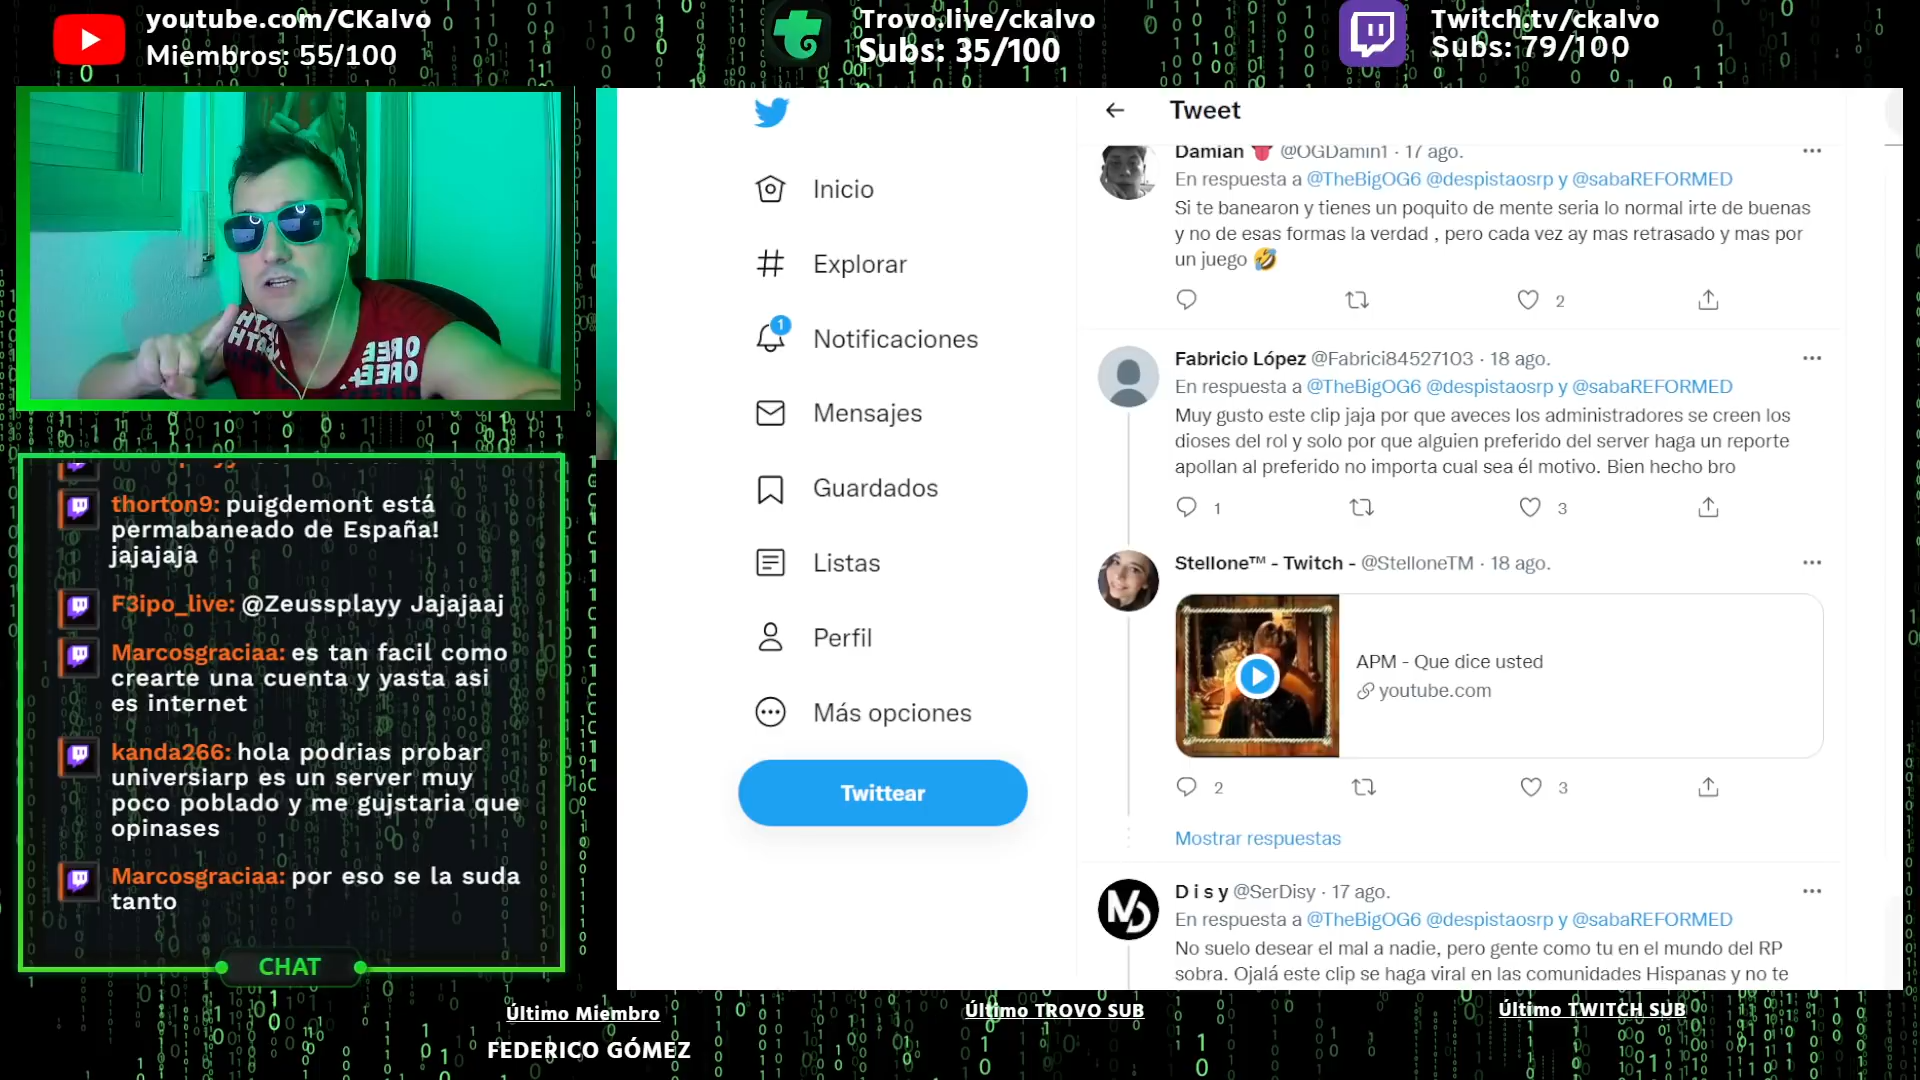 youtube.com/CKalvo
Miembros: 55/100
Trovo.live/ckalvo
Subs: 35/100
Twitch.tv/ckalvo
Subs: 79/100
thorton9: puigdemont está
permabaneado de España!
jajajaja
F3ipo_live: @Zeussplayy Jajajaaj
Marcosgraciaa: es tan facil como
crearte una cuenta y yasta asi
es internet
kanda266: hola podrias probar
universiarp es un server muy
poco poblado y me gujstaria que
opinases
Marcosgraciaa: por eso se la suda
tanto
CHAT
Inicio
Explorar
1
Notificaciones
Mensajes
Guardados
Listas
Perfil
Más opciones
Twittear
Tweet
Damian 👅 @OGDamin1 · 17 ago.
En respuesta a @TheBigOG6 @despistaosrp y @sabaREFORMED
Si te banearon y tienes un poquito de mente seria lo normal irte de buenas
y no de esas formas la verdad , pero cada vez ay mas retrasado y mas por
un juego 🤣
2
Fabricio López @Fabrici84527103 · 18 ago.
En respuesta a @TheBigOG6 @despistaosrp y @sabaREFORMED
Muy gusto este clip jaja por que aveces los administradores se creen los
dioses del rol y solo por que alguien preferido del server haga un reporte
apollan al preferido no importa cual sea él motivo. Bien hecho bro
1 3
Stellone™ - Twitch - @StelloneTM · 18 ago.
APM - Que dice usted
youtube.com
2 3
Mostrar respuestas
D i s y @SerDisy · 17 ago.
En respuesta a @TheBigOG6 @despistaosrp y @sabaREFORMED
No suelo desear el mal a nadie, pero gente como tu en el mundo del RP
sobra. Ojalá este clip se haga viral en las comunidades Hispanas y no te
Último Miembro
FEDERICO GÓMEZ
Último TROVO SUB
Último TWITCH SUB